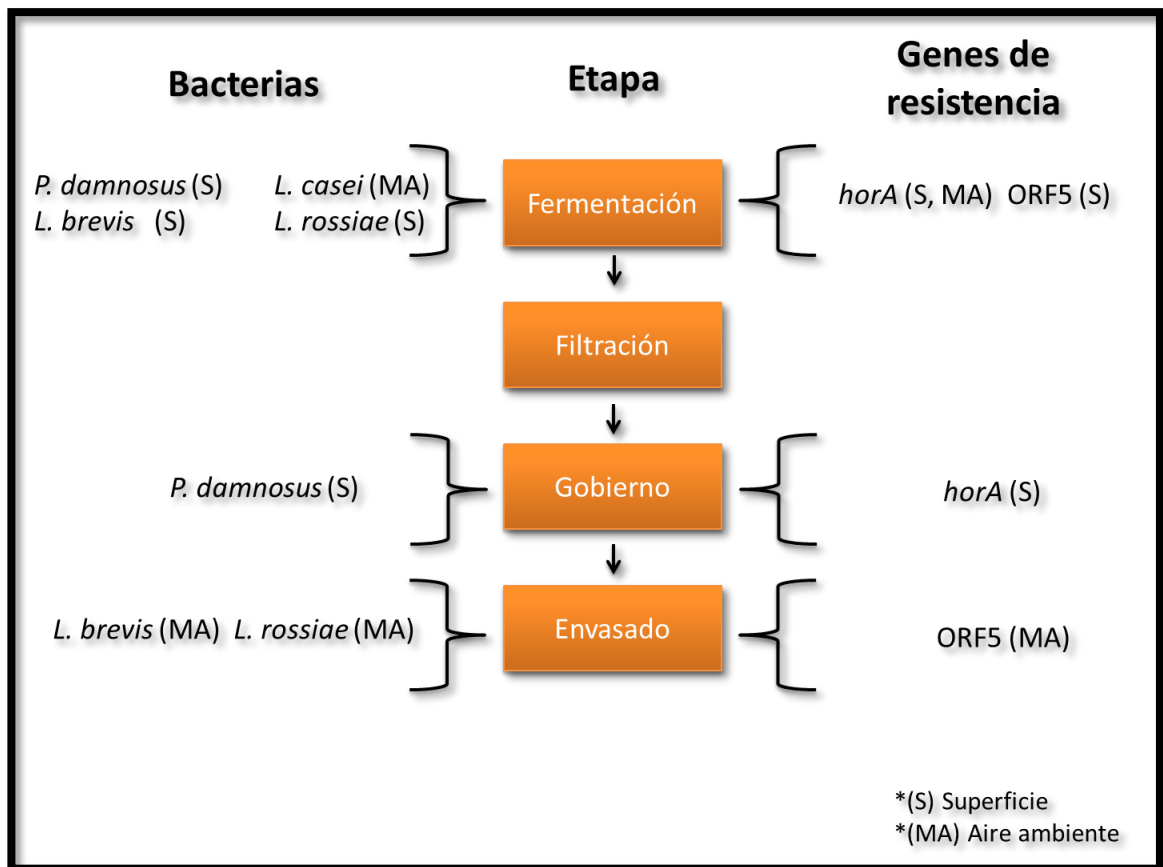 Bacterias
Etapa
Genes de
resistencia
P. damnosus (S) L. casei (MA)
L. brevis (S) L. rossiae (S)
Fermentación
horA (S, MA) ORF5 (S)
Filtración
P. damnosus (S)
Gobierno
horA (S)
L. brevis (MA) L. rossiae (MA)
Envasado
ORF5 (MA)
*(S) Superficie
*(MA) Aire ambiente